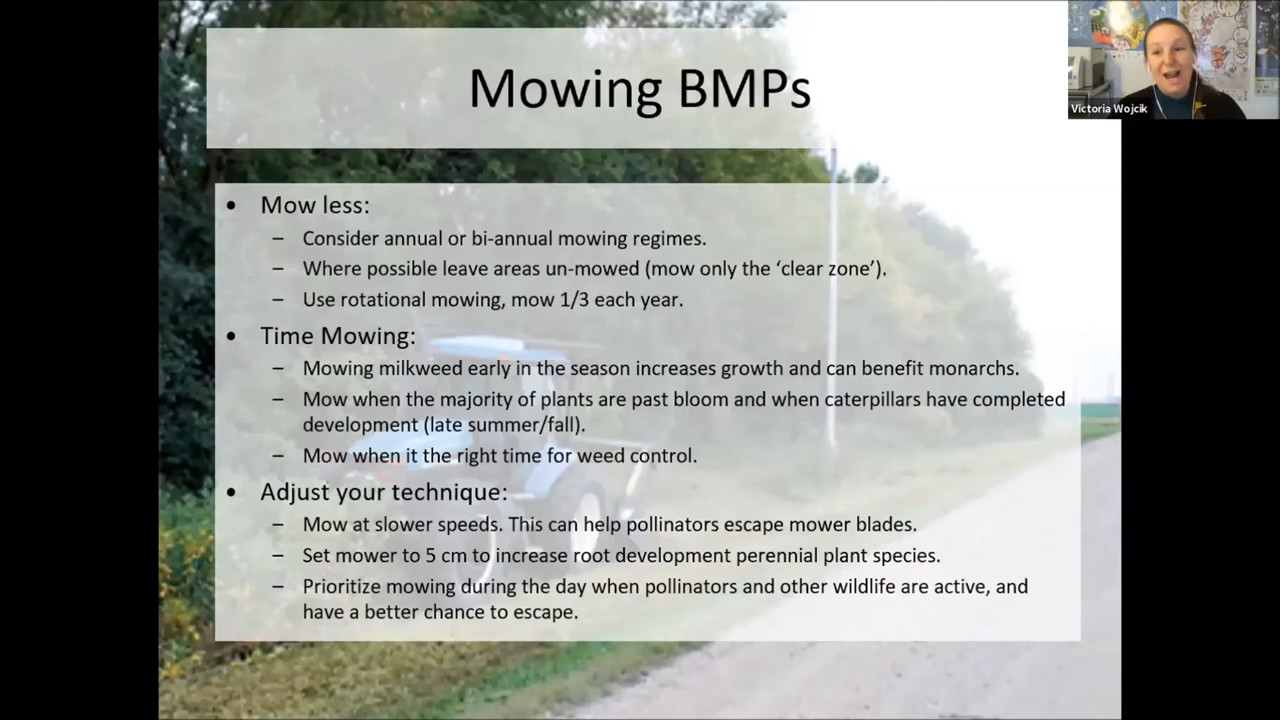 Mowing BMPs
Victoria Wojcik
• Mow less:
– Consider annual or bi-annual mowing regimes.
– Where possible leave areas un-mowed (mow only the ‘clear zone’).
– Use rotational mowing, mow 1/3 each year.
• Time Mowing:
– Mowing milkweed early in the season increases growth and can benefit monarchs.
– Mow when the majority of plants are past bloom and when caterpillars have completed
development (late summer/fall).
– Mow when it the right time for weed control.
• Adjust your technique:
– Mow at slower speeds. This can help pollinators escape mower blades.
– Set mower to 5 cm to increase root development perennial plant species.
– Prioritize mowing during the day when pollinators and other wildlife are active, and
have a better chance to escape.